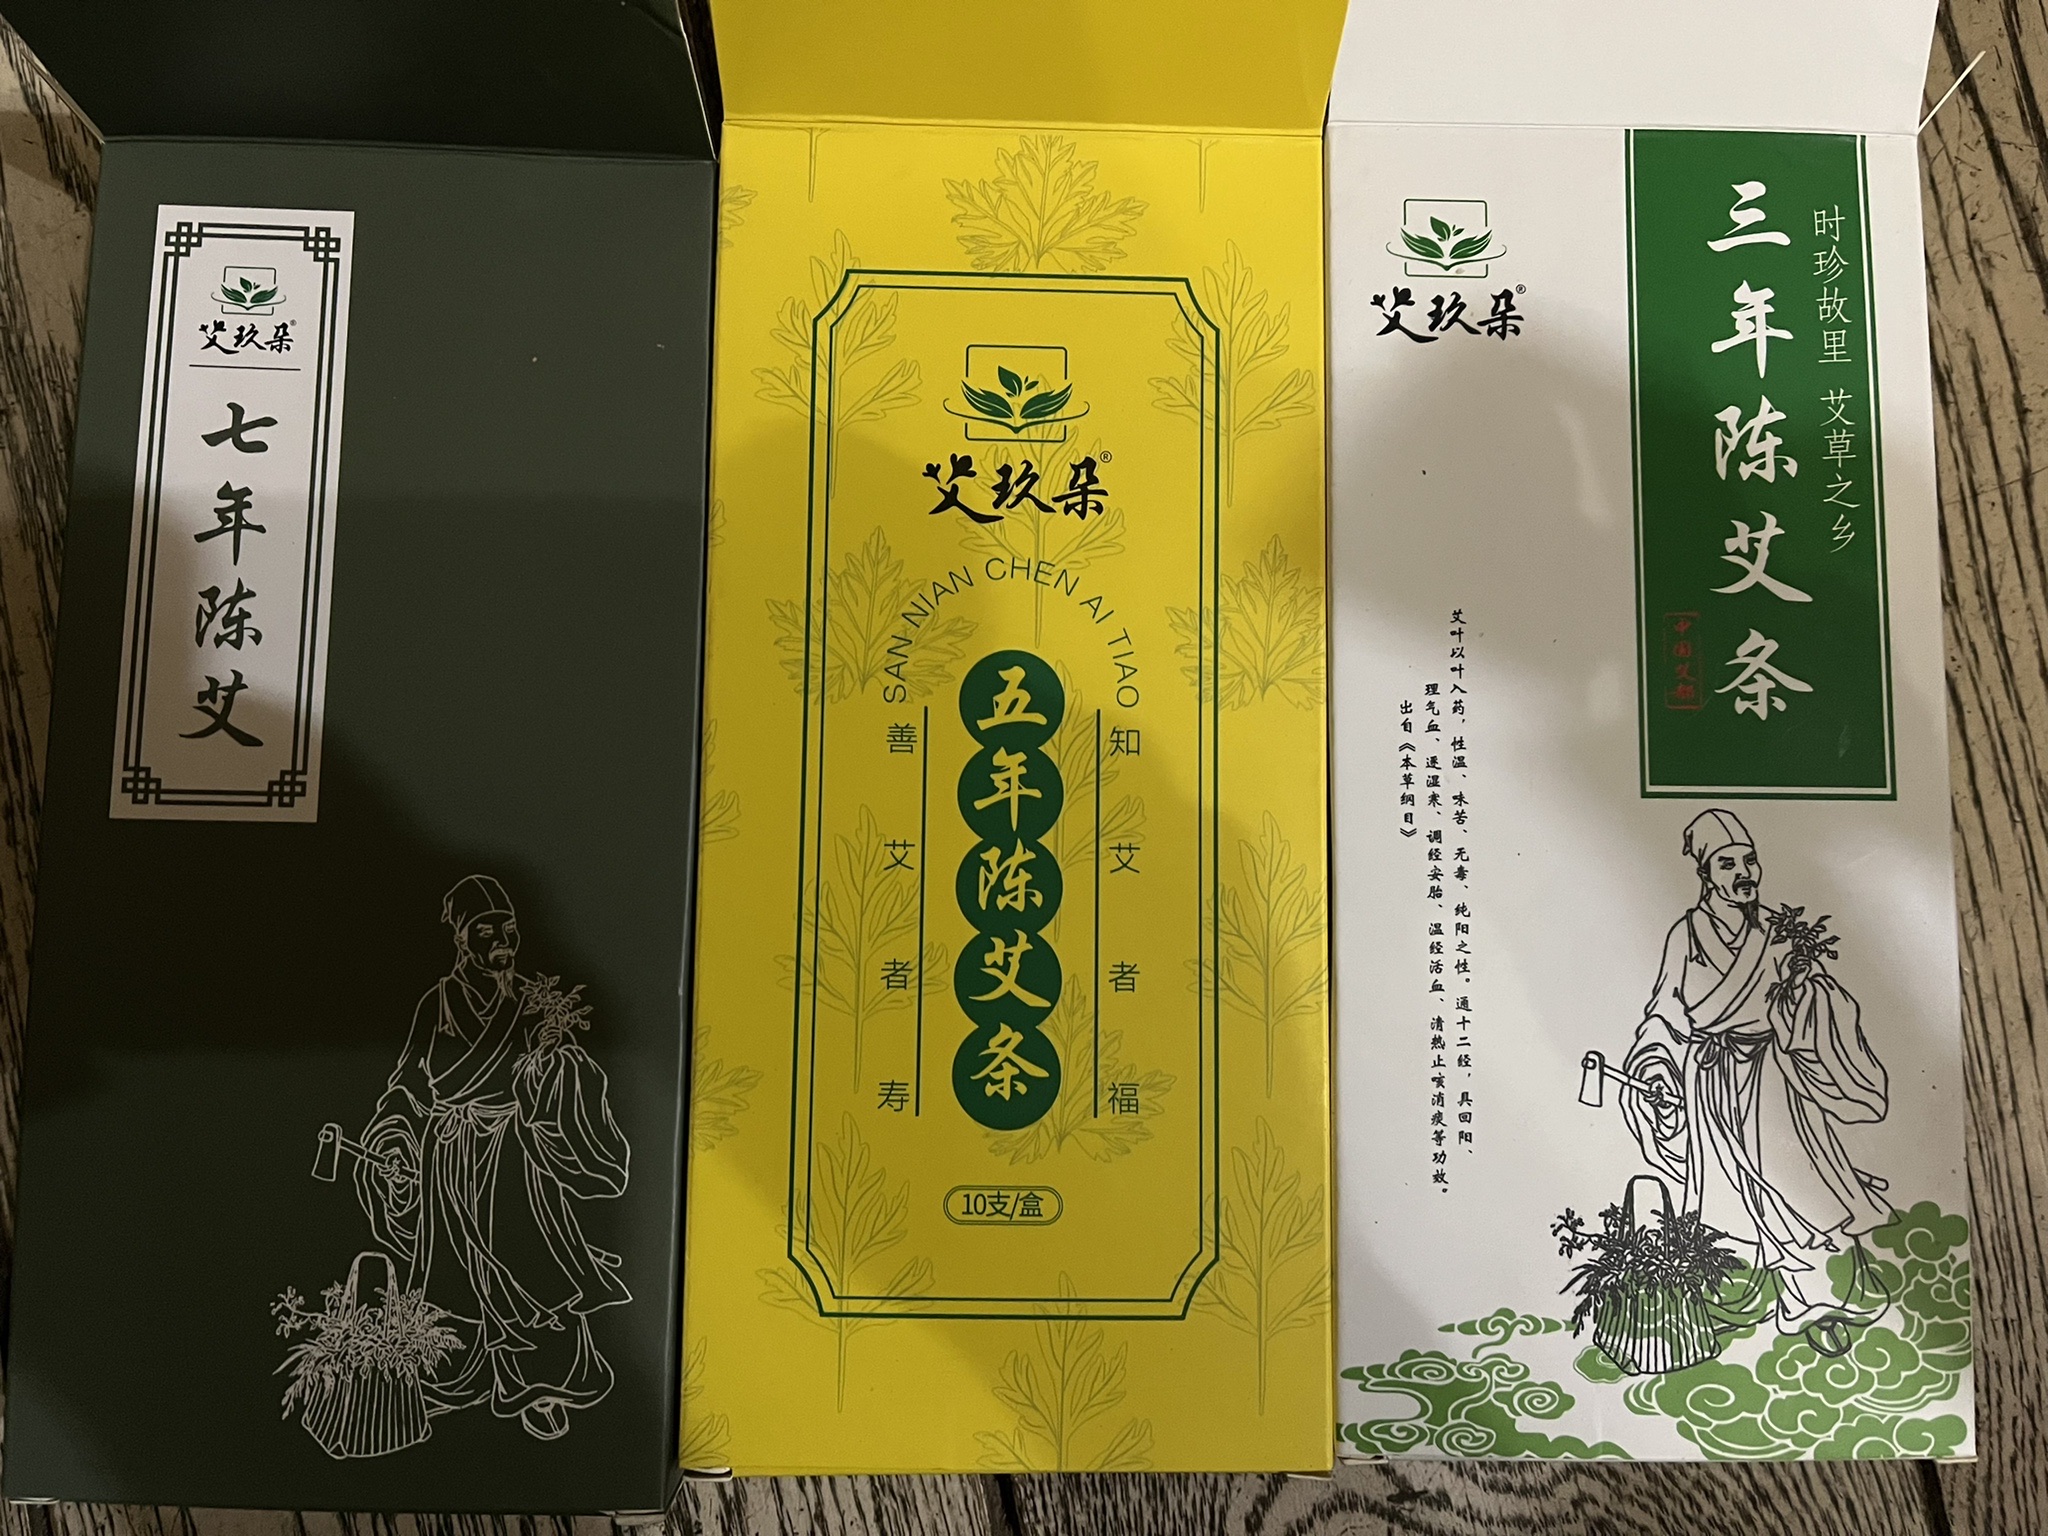 艾玖朵®
七年陈艾
艾玖朵®
SAN NIAN CHEN AI TIAO
五年陈艾条
知艾者福
善艾者寿
10支/盒
艾玖朵®
时珍故里 艾草之乡
三年陈艾条
中国艾都
艾叶以叶入药，性温、味苦、无毒、纯阳之性。通十二经，具回阳、
理气血、逐湿寒、调经安胎、温经活血、清热止咳消痰等功效。
出自《本草纲目》